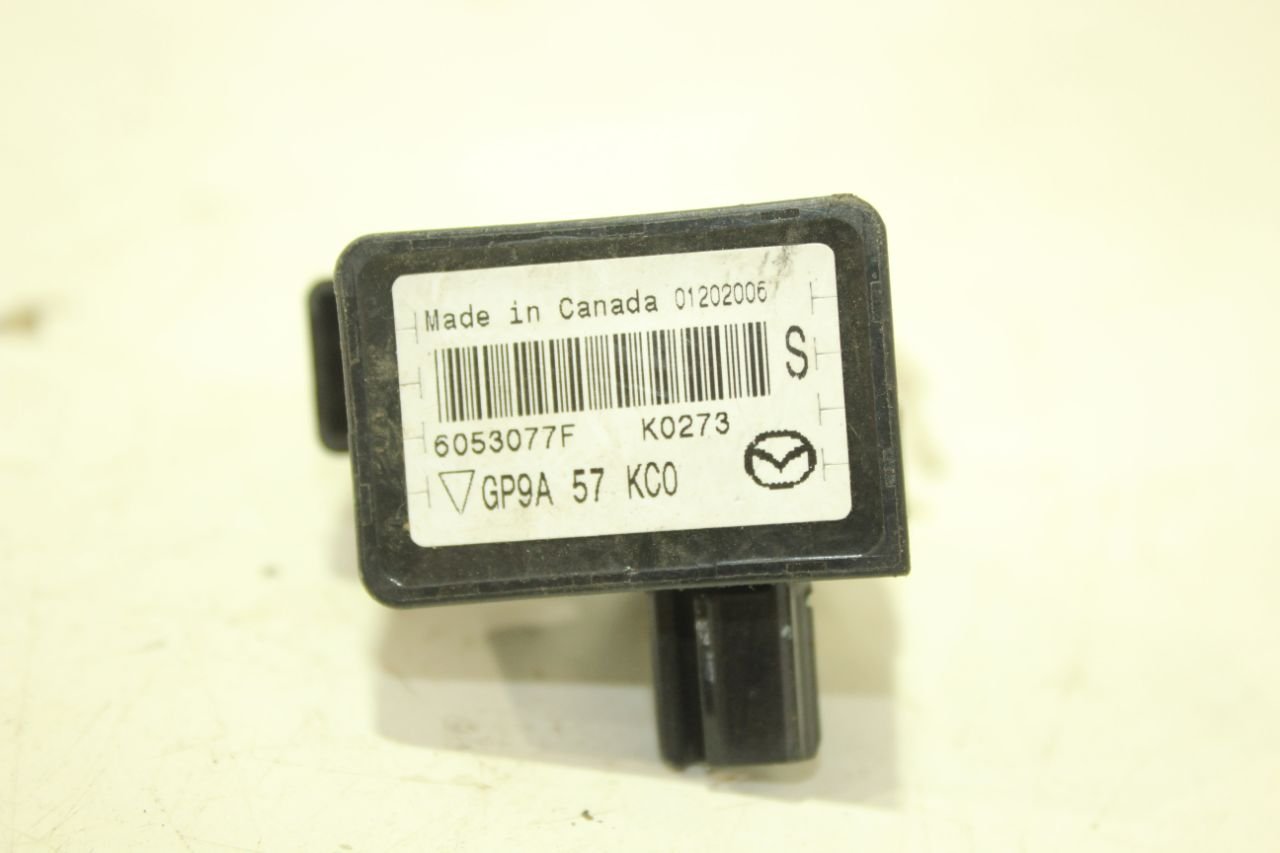 Made in Canada 01202006
S
6053077F K0273
GP9A 57 KC0